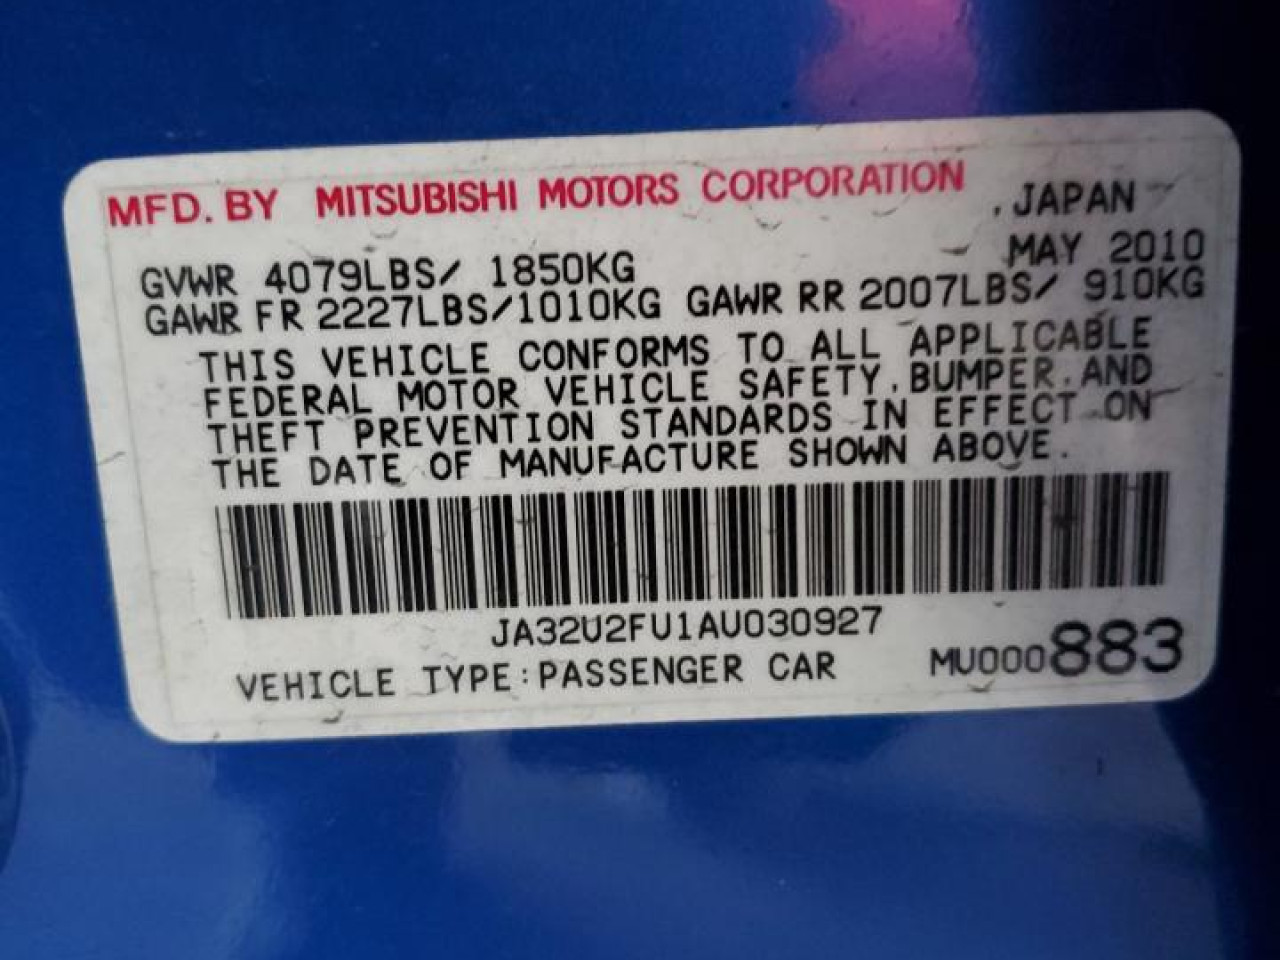 MFD. BY MITSUBISHI MOTORS CORPORATION , JAPAN
MAY 2010
GVWR 4079LBS/ 1850KG
GAWR FR 2227LBS/1010KG GAWR RR 2007LBS/ 910KG
THIS VEHICLE CONFORMS TO ALL APPLICABLE
FEDERAL MOTOR VEHICLE SAFETY, BUMPER, AND
THEFT PREVENTION STANDARDS IN EFFECT ON
THE DATE OF MANUFACTURE SHOWN ABOVE.
JA32U2FU1AU030927
VEHICLE TYPE:PASSENGER CAR MU000883